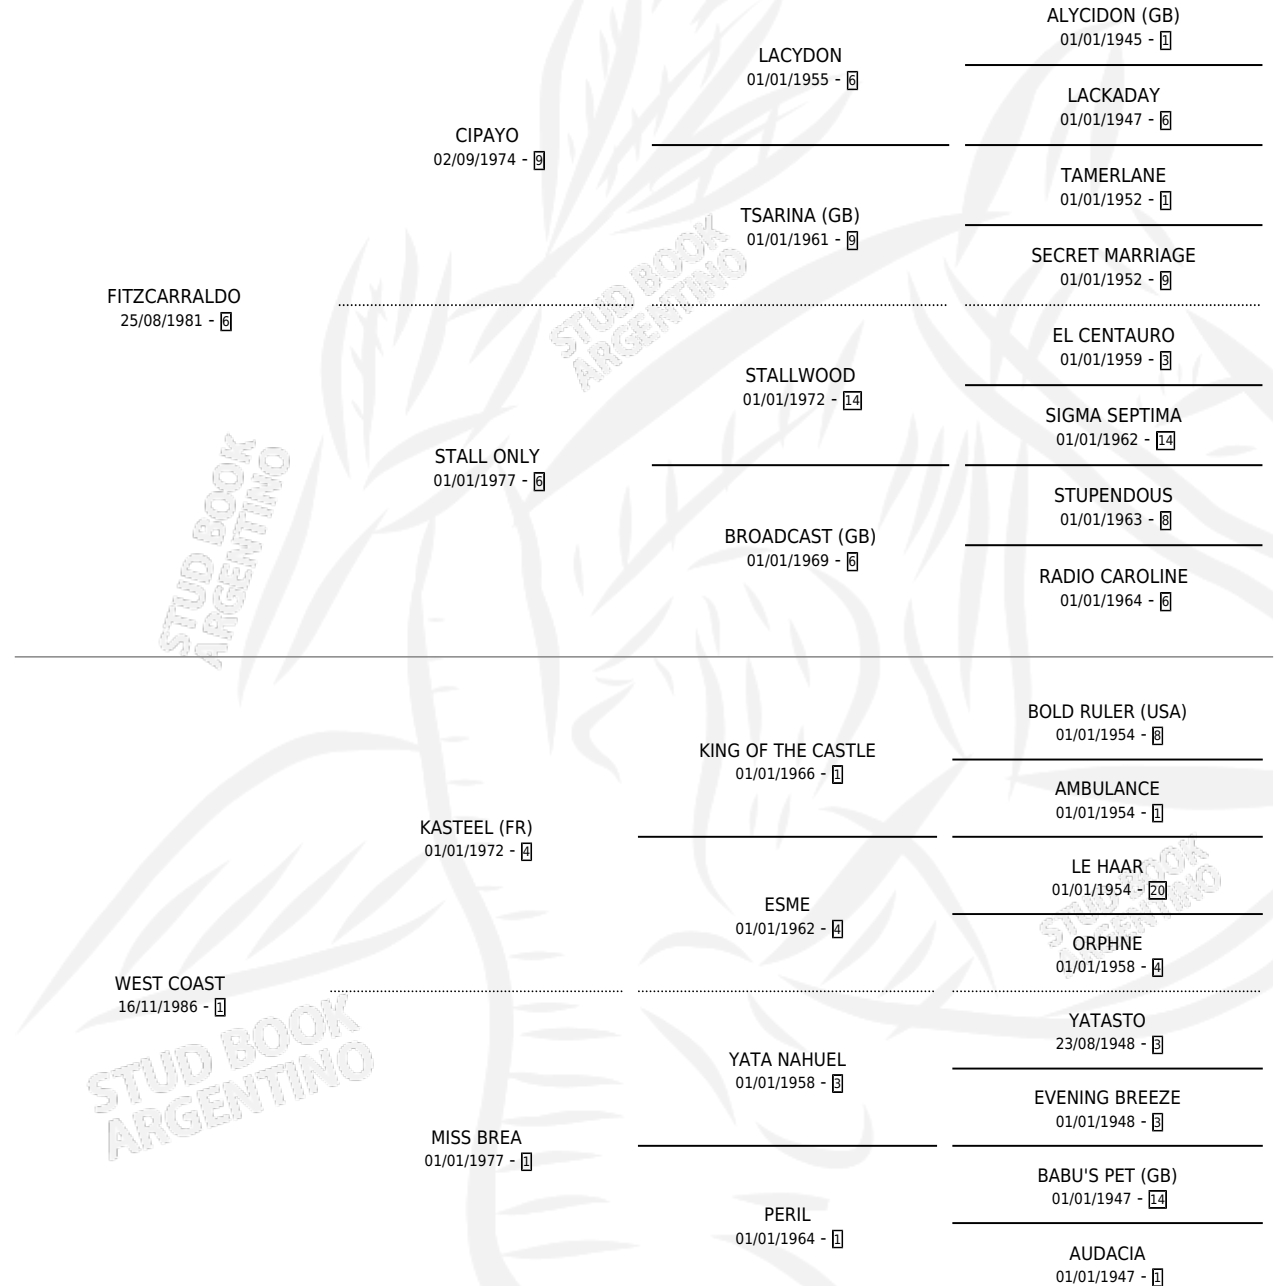 ALYCIDON (GB)
01/01/1945 - 1
LACYDON
01/01/1955 - 6
LACKADAY
01/01/1947 - 6
CIPAYO
02/09/1974 - 9
TAMERLANE
01/01/1952 - 1
TSARINA (GB)
01/01/1961 - 9
SECRET MARRIAGE
01/01/1952 - 9
FITZCARRALDO
25/08/1981 - 6
EL CENTAURO
01/01/1959 - 3
STALLWOOD
01/01/1972 - 14
SIGMA SEPTIMA
01/01/1962 - 14
STALL ONLY
01/01/1977 - 6
STUPENDOUS
01/01/1963 - 8
BROADCAST (GB)
01/01/1969 - 6
RADIO CAROLINE
01/01/1964 - 6
BOLD RULER (USA)
01/01/1954 - 8
KING OF THE CASTLE
01/01/1966 - 1
AMBULANCE
01/01/1954 - 1
KASTEEL (FR)
01/01/1972 - 4
LE HAAR
01/01/1954 - 20
ESME
01/01/1962 - 4
ORPHNE
01/01/1958 - 4
WEST COAST
16/11/1986 - 1
YATASTO
23/08/1948 - 3
YATA NAHUEL
01/01/1958 - 3
EVENING BREEZE
01/01/1948 - 3
MISS BREA
01/01/1977 - 1
BABU'S PET (GB)
01/01/1947 - 14
PERIL
01/01/1964 - 1
AUDACIA
01/01/1947 - 1
STUD BOOK
ARGENTINO
STUD BOOK
ARGENTINO
STUD BOOK
ARGENTINO
STUD BOOK
ARGENTINO